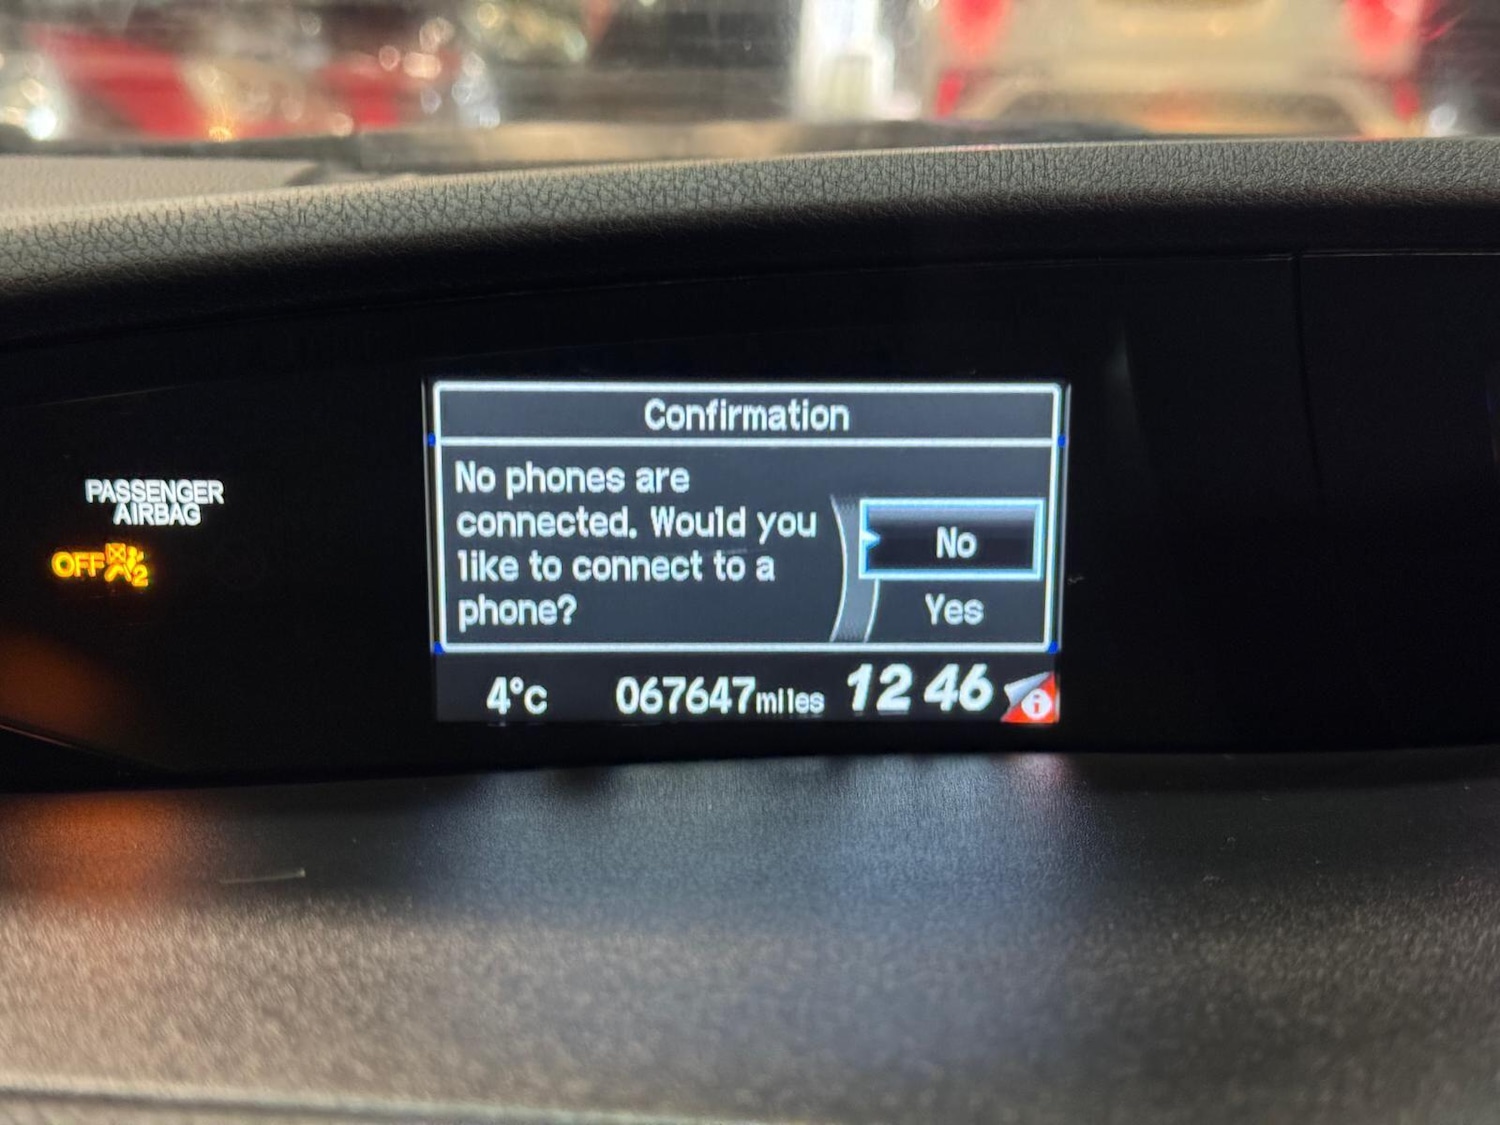 Confirmation
No phones are
connected. Would you
like to connect to a
phone?
No
Yes
PASSENGER
AIRBAG
OFF 2
4°c
067647miles
12 46
i